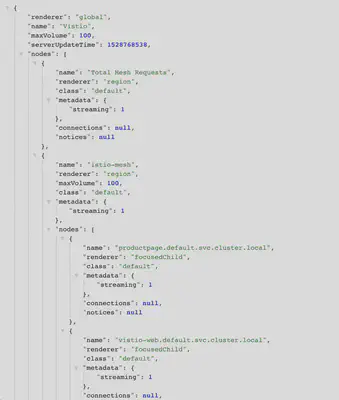 {
"renderer": "global",
"name": "Vistio",
"maxVolume": 100,
"serverUpdateTime": 1528768538,
"nodes": [
{
"name": "Total Mesh Requests",
"renderer": "region",
"class": "default",
"metadata": {
"streaming": 1
},
"connections": null,
"notices": null
},
{
"name": "istio-mesh",
"renderer": "region",
"maxVolume": 100,
"class": "default",
"metadata": {
"streaming": 1
},
"nodes": [
{
"name": "productpage.default.svc.cluster.local",
"renderer": "focusedChild",
"class": "default",
"metadata": {
"streaming": 1
},
"connections": null,
"notices": null
},
{
"name": "vistio-web.default.svc.cluster.local",
"renderer": "focusedChild",
"class": "default",
"metadata": {
"streaming": 1
},
"connections": null,